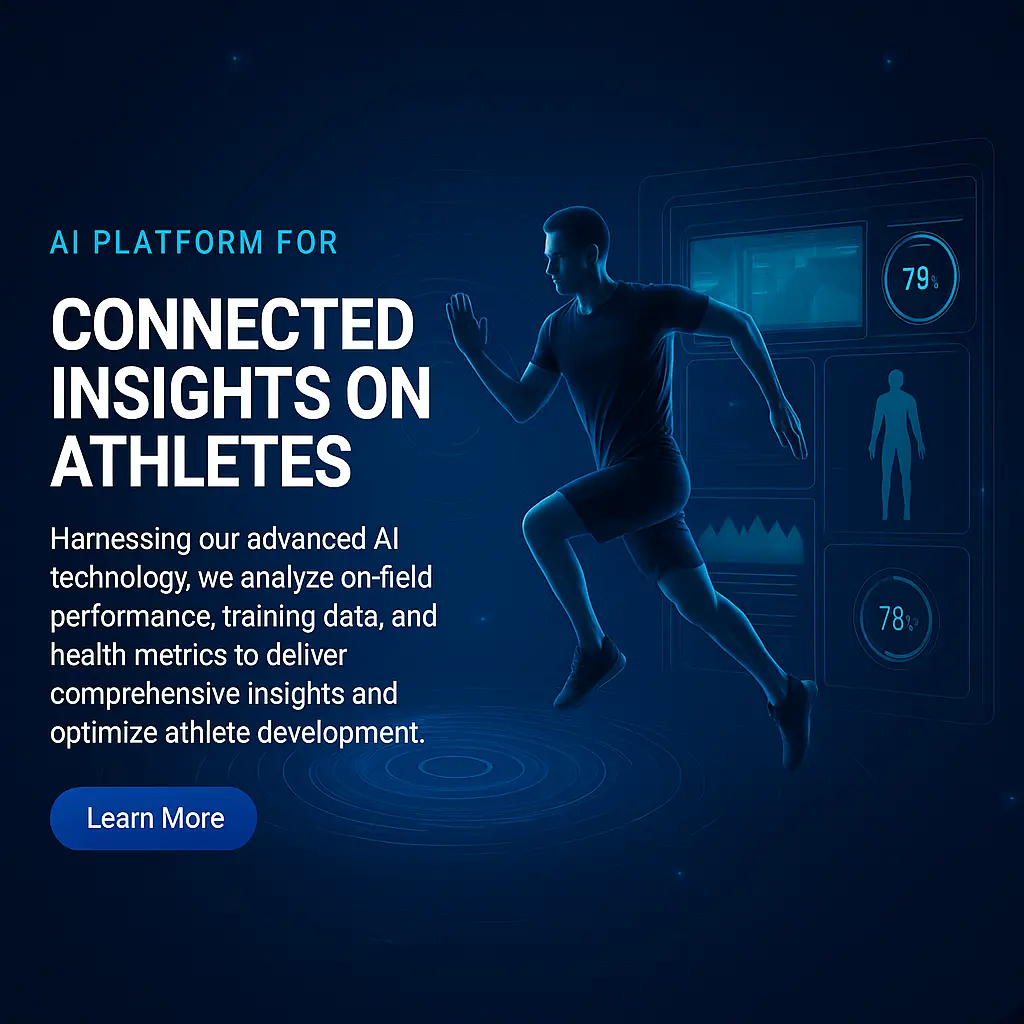 AI PLATFORM FOR
CONNECTED
INSIGHTS ON
ATHLETES
Harnessing our advanced AI
technology, we analyze on-field
performance, training data, and
health metrics to deliver
comprehensive insights and
optimize athlete development.
Learn More
79%
78%